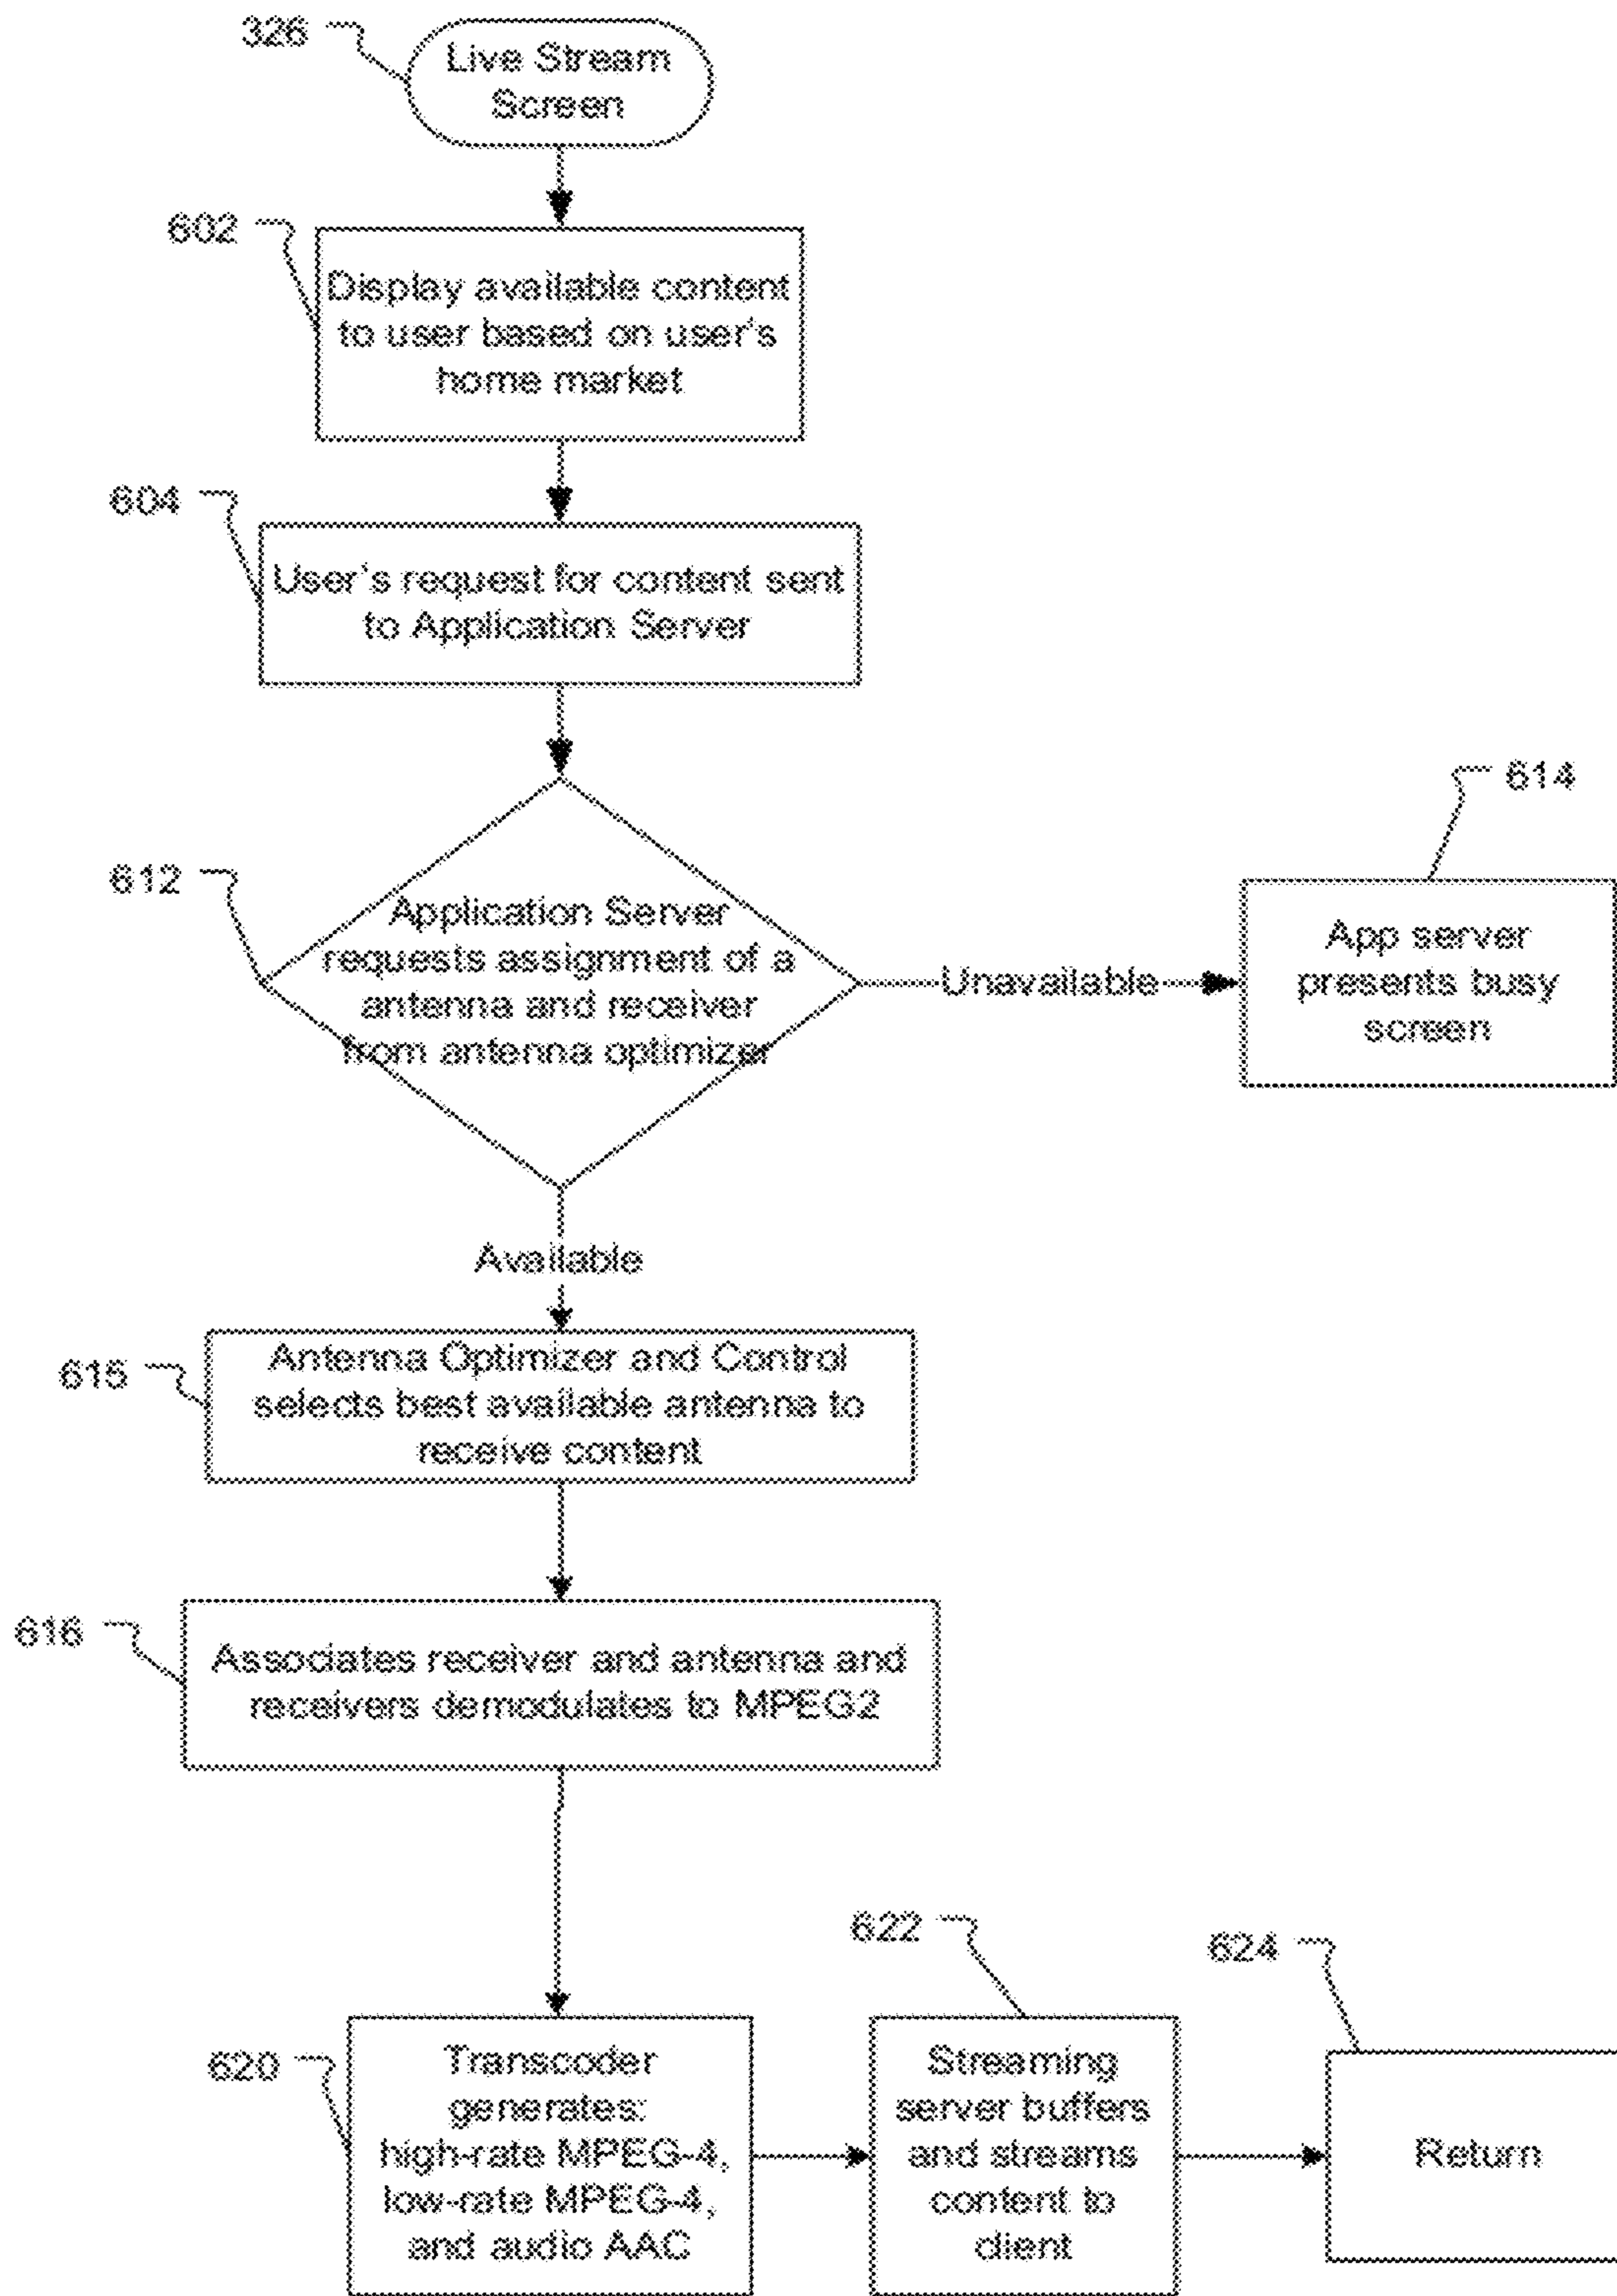 326
Live Stream
Screen
602
Display available content
to user based on user's
home market
604
User's request for content sent
to Application Server
612
Application Server
requests assignment of a
antenna and receiver
from antenna optimizer
Unavailable
614
App server
presents busy
screen
Available
615
Antenna Optimizer and Control
selects best available antenna to
receive content
616
Associates receiver and antenna and
receivers demodulates to MPEG2
620
Transcoder
generates:
high-rate MPEG-4,
low-rate MPEG-4,
and audio AAC
622
Streaming
server buffers
and streams
content to
client
624
Return